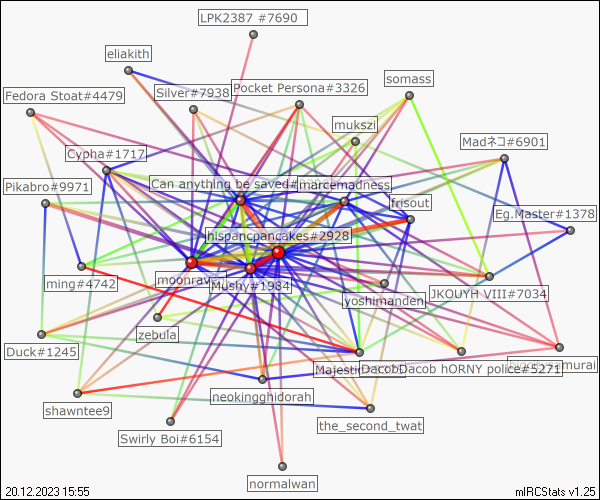 LPK2387 #7690
eliakith
somass
Silver#7938
Pocket Persona#3326
Fedora Stoat#4479
mukszi
Madネコ#6901
Cypha#1717
Pikabro#9971
Can anything be saved#
marcemadness
frisout
Eg.Master#1378
hispancpancakes#2928
ming#4742
moonrav
Mushy#1984
JKOUYH VIII#7034
yoshimanden
zebula
Duck#1245
Majesti
DacobDacob hORNY police#5271
murai
shawntee9
neokingghidorah
the_second_twat
Swirly Boi#6154
normalwan
20.12.2023 15:55
mIRCStats v1.25